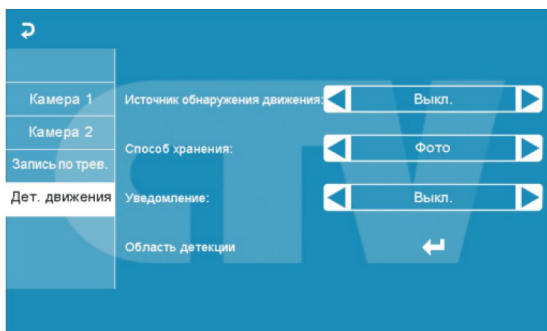 Камера 1
Камера 2
Запись по трев.
Дет. движения
Источник обнаружения движения: Выкл.
Способ хранения: Фото
Уведомление: Выкл.
Область детекции
CTV